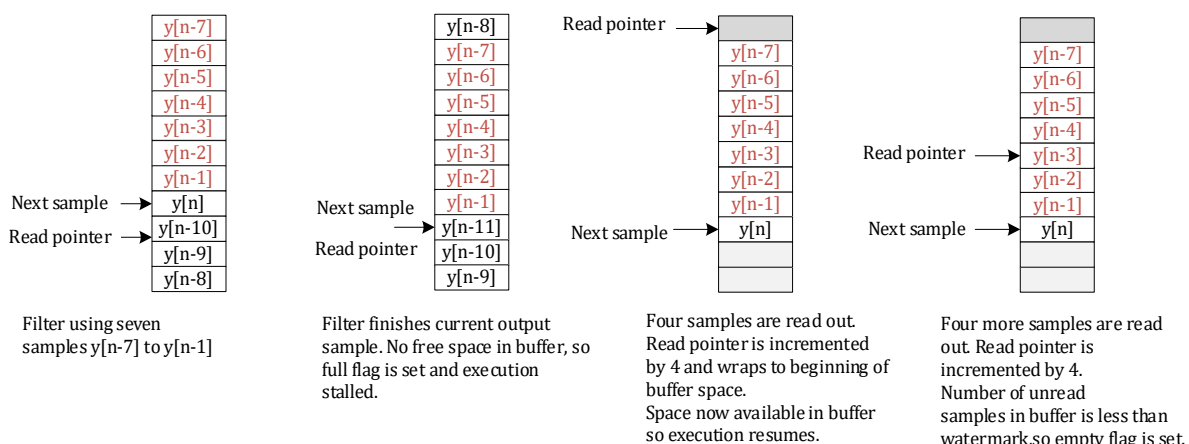 y[n-7]
y[n-6]
y[n-5]
y[n-4]
y[n-3]
y[n-2]
y[n-1]
Next sample
y[n]
Read pointer
y[n-10]
y[n-9]
y[n-8]
Filter using seven
samples y[n-7] to y[n-1]
y[n-8]
y[n-7]
y[n-6]
y[n-5]
y[n-4]
y[n-3]
y[n-2]
y[n-1]
Next sample
y[n-11]
Read pointer
y[n-10]
y[n-9]
Filter finishes current output
sample. No free space in buffer, so
full flag is set and execution
stalled.
Read pointer
y[n-7]
y[n-6]
y[n-5]
y[n-4]
y[n-3]
y[n-2]
y[n-1]
Next sample
y[n]
Four samples are read out.
Read pointer is incremented
by 4 and wraps to beginning of
buffer space.
Space now available in buffer
so execution resumes.
y[n-7]
y[n-6]
y[n-5]
y[n-4]
Read pointer
y[n-3]
y[n-2]
y[n-1]
Next sample
y[n]
Four more samples are read
out. Read pointer is
incremented by 4.
Number of unread
samples in buffer is less than
watermark,so empty flag is set.